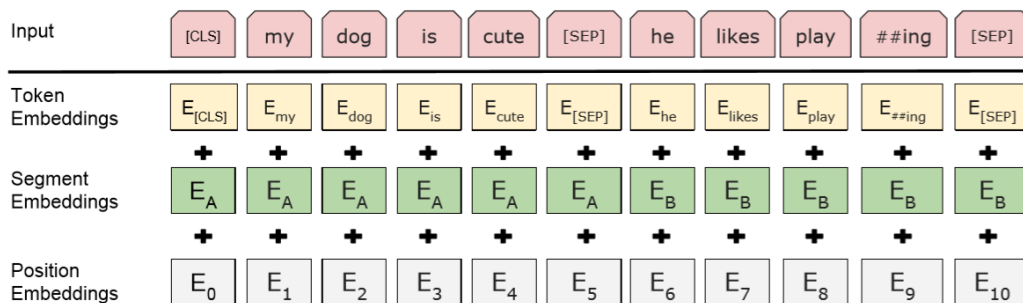 Input [CLS] my dog is cute [SEP] he likes play ##ing [SEP]
Token Embeddings E[CLS] Emy Edog Eis Ecute E[SEP] Ehe Elikes Eplay E##ing E[SEP]
+ + + + + + + + + + +
Segment Embeddings EA EA EA EA EA EA EB EB EB EB EB
+ + + + + + + + + + +
Position Embeddings E0 E1 E2 E3 E4 E5 E6 E7 E8 E9 E10